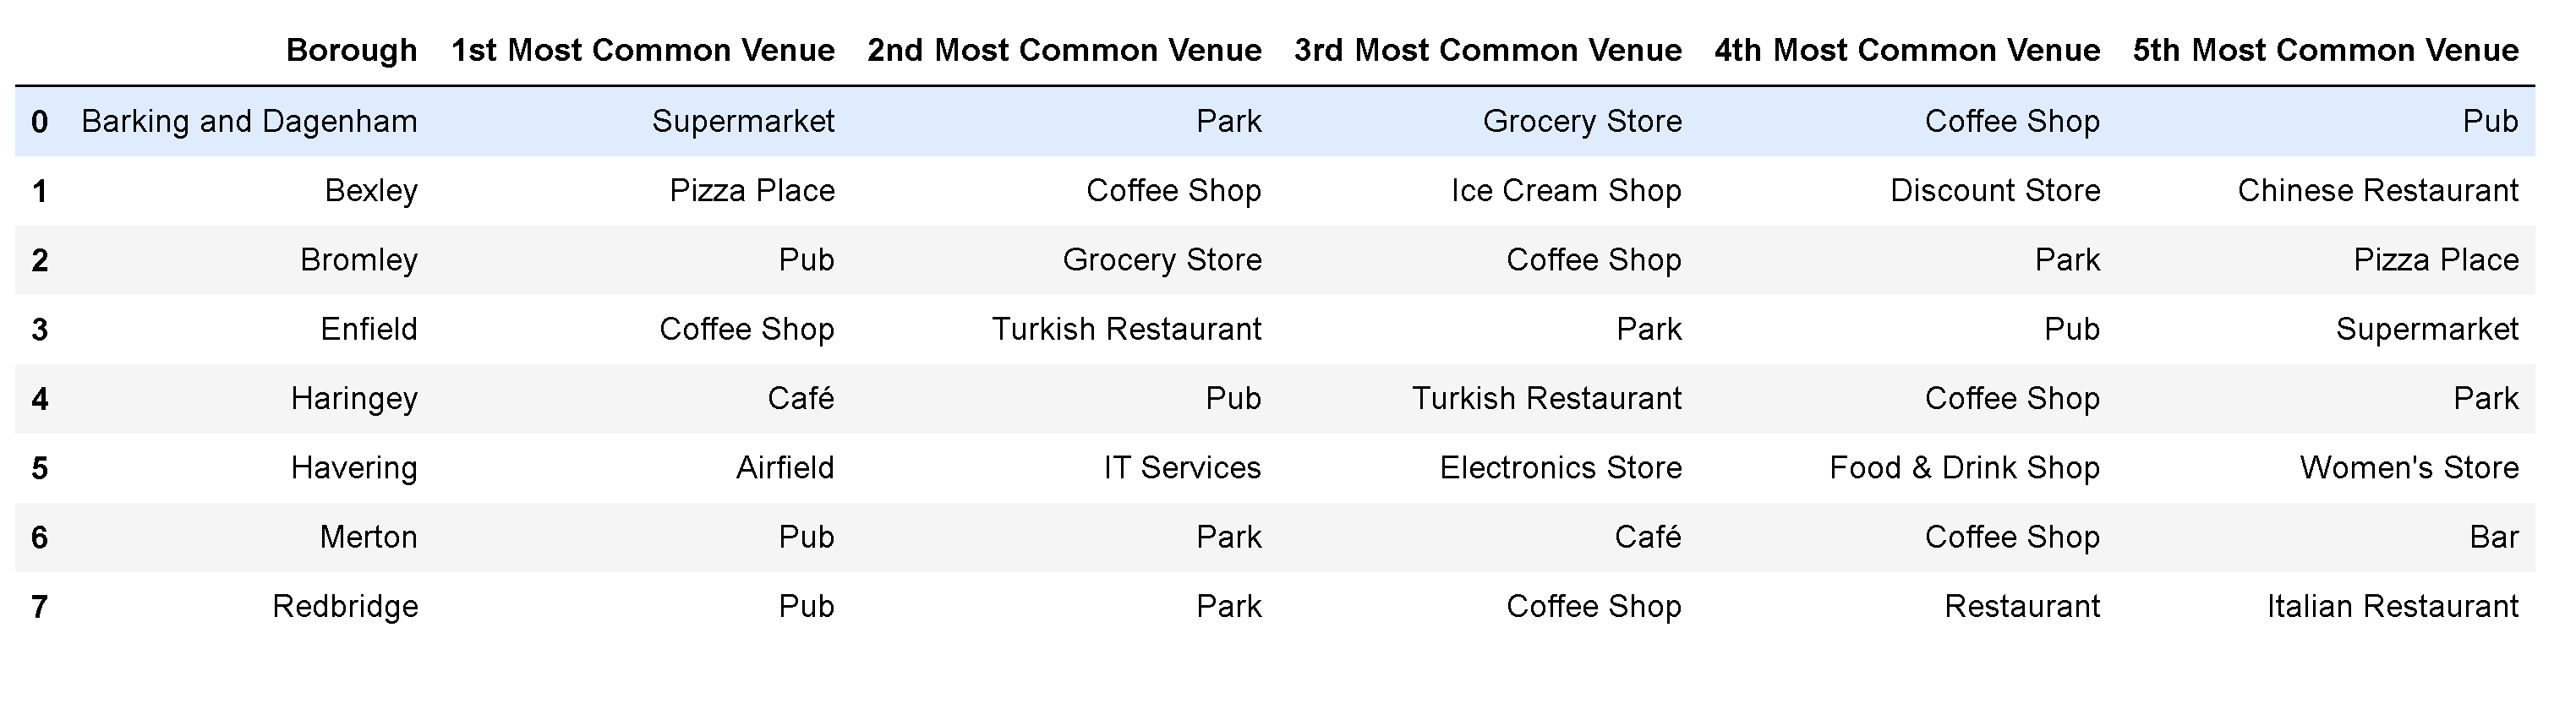 Borough 1st Most Common Venue 2nd Most Common Venue 3rd Most Common Venue 4th Most Common Venue 5th Most Common Venue
0 Barking and Dagenham Supermarket Park Grocery Store Coffee Shop Pub
1 Bexley Pizza Place Coffee Shop Ice Cream Shop Discount Store Chinese Restaurant
2 Bromley Pub Grocery Store Coffee Shop Park Pizza Place
3 Enfield Coffee Shop Turkish Restaurant Park Pub Supermarket
4 Haringey Café Pub Turkish Restaurant Coffee Shop Park
5 Havering Airfield IT Services Electronics Store Food & Drink Shop Women's Store
6 Merton Pub Park Café Coffee Shop Bar
7 Redbridge Pub Park Coffee Shop Restaurant Italian Restaurant